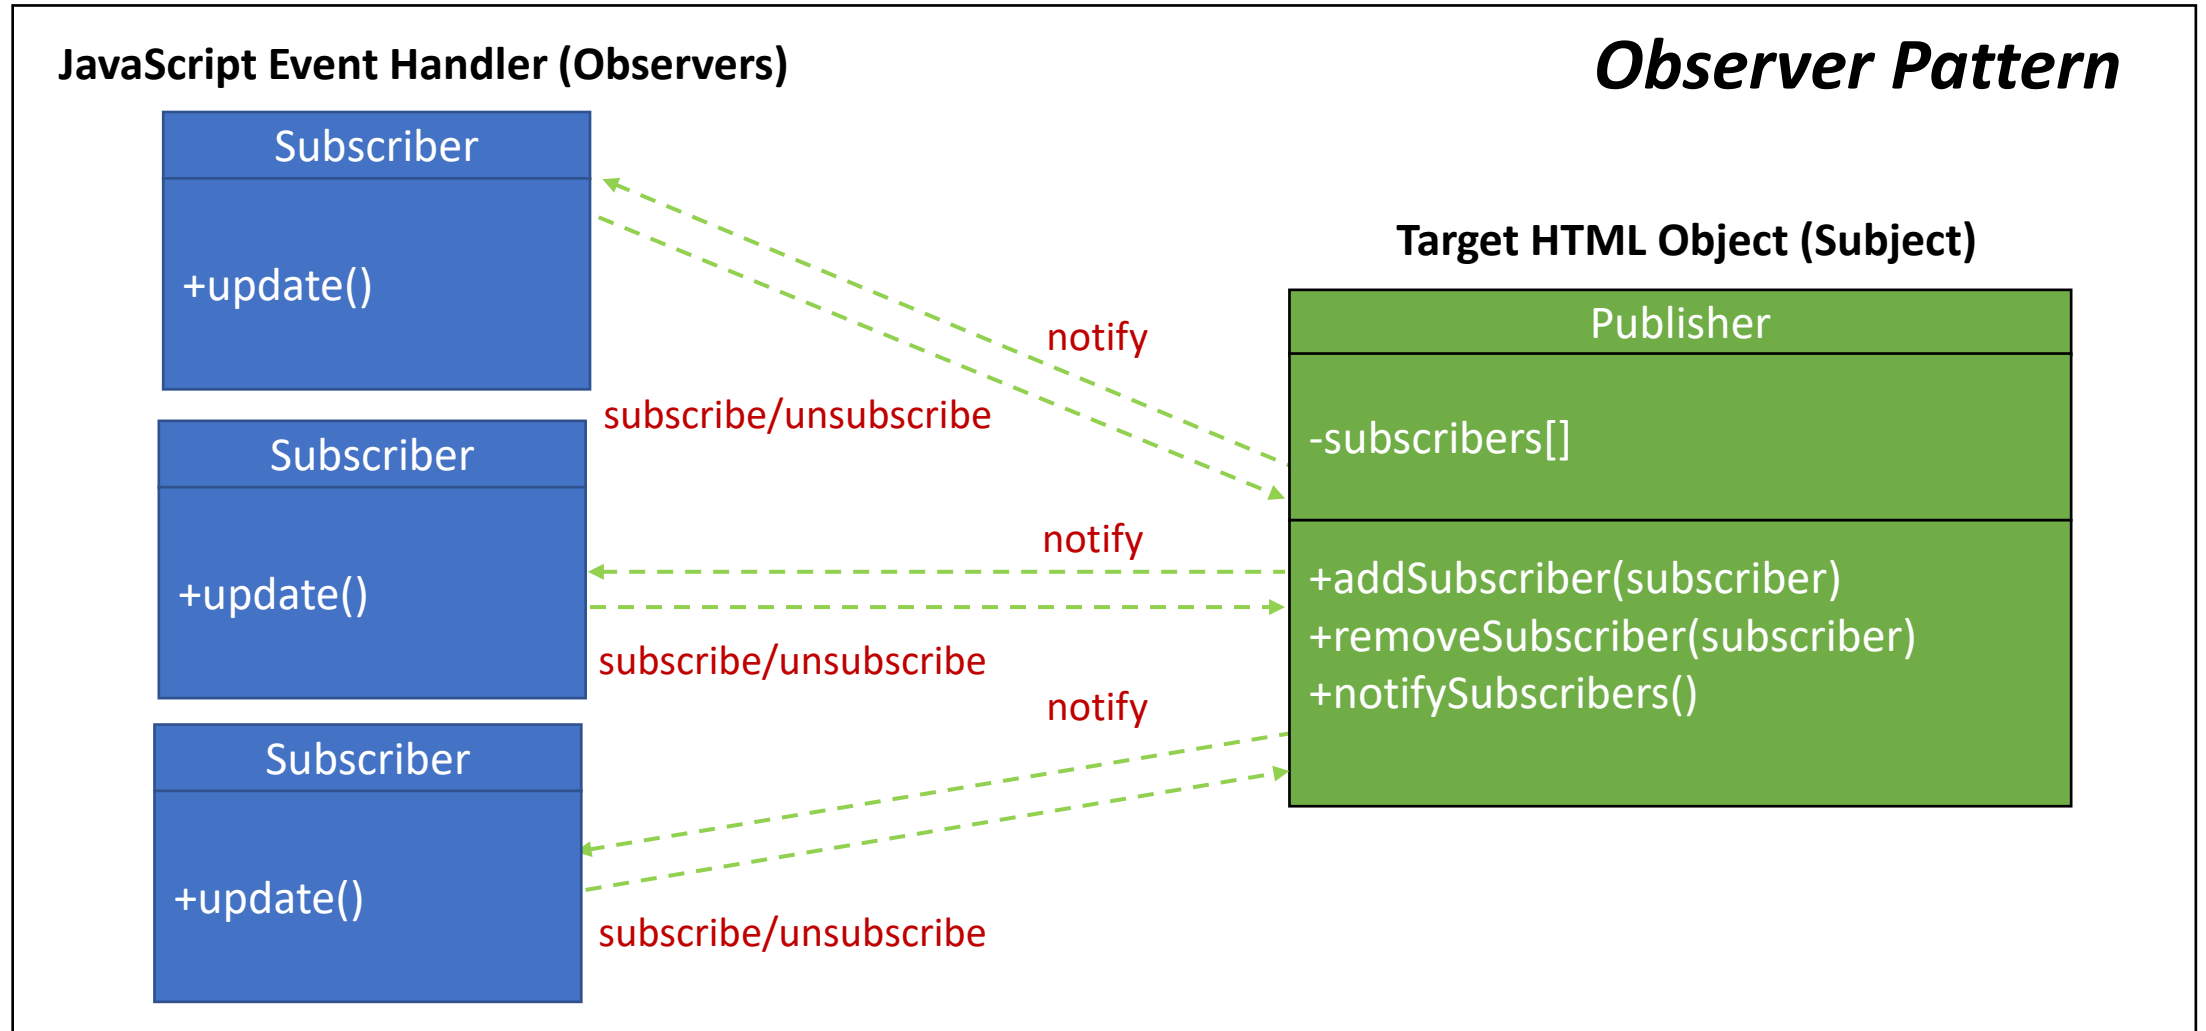 JavaScript Event Handler (Observers)
Observer Pattern
Subscriber
+update()
notify
subscribe/unsubscribe
Target HTML Object (Subject)
Publisher
-subscribers[]
+addSubscriber(subscriber)
+removeSubscriber(subscriber)
+notifySubscribers()
Subscriber
+update()
notify
subscribe/unsubscribe
Subscriber
+update()
notify
subscribe/unsubscribe